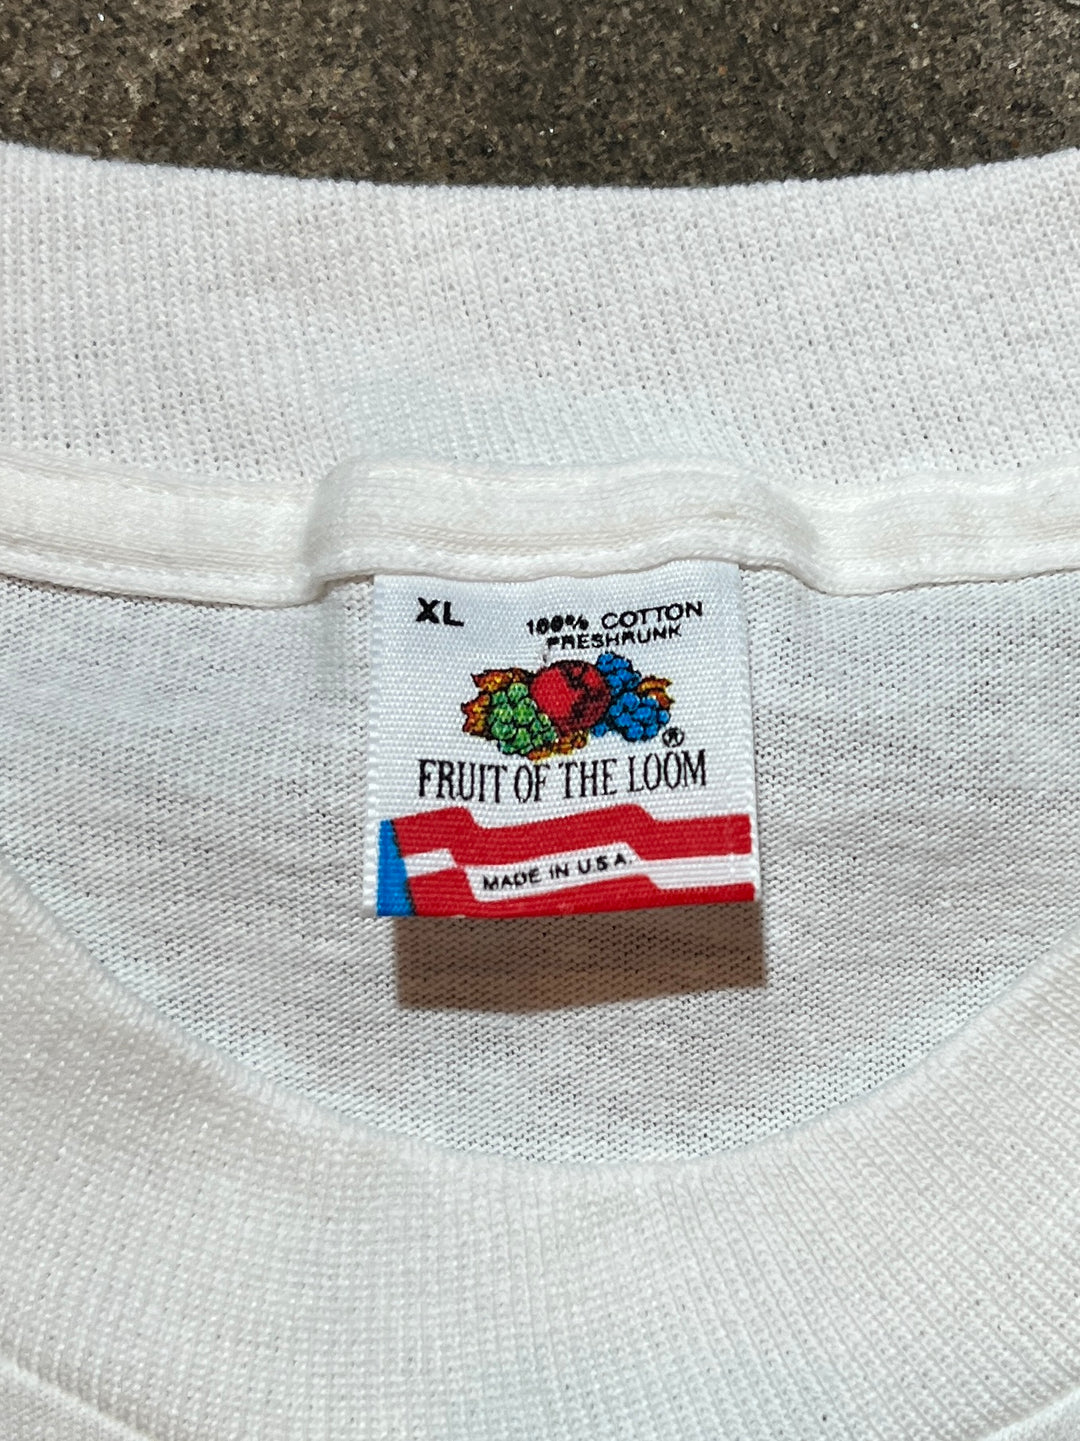 XL
100% COTTON
PRESHRUNK
®
FRUIT OF THE LOOM
MADE IN U.S.A.